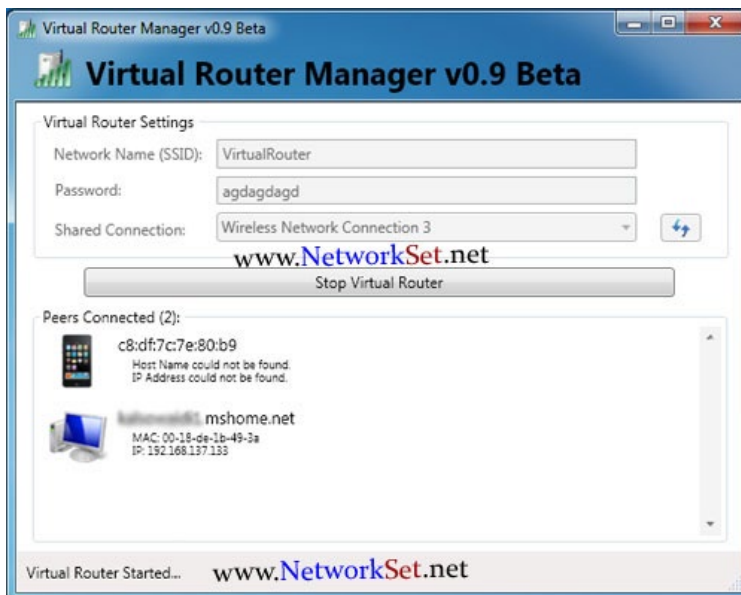 Virtual Router Manager v0.9 Beta
Virtual Router Manager v0.9 Beta
Virtual Router Settings
Network Name (SSID): VirtualRouter
Password: agdagdagd
Shared Connection: Wireless Network Connection 3
www.NetworkSet.net
Stop Virtual Router
Peers Connected (2):
c8:df:7c:7e:80:b9
Host Name could not be found.
IP Address could not be found.
.mshome.net
MAC: 00-18-de-1b-49-3a
IP: 192.168.137.133
Virtual Router Started... www.NetworkSet.net